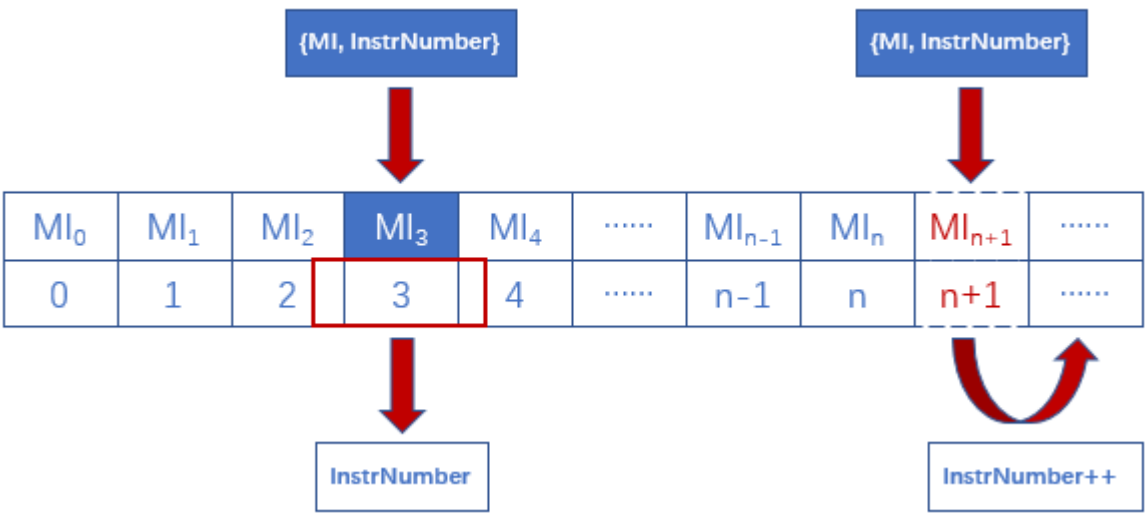 {MI, InstrNumber} {MI, InstrNumber}
MI₀ MI₁ MI₂ MI₃ MI₄ ...... MIₙ₋₁ MIₙ MIₙ₊₁ ......
0 1 2 3 4 ...... n-1 n n+1 ......
InstrNumber InstrNumber++